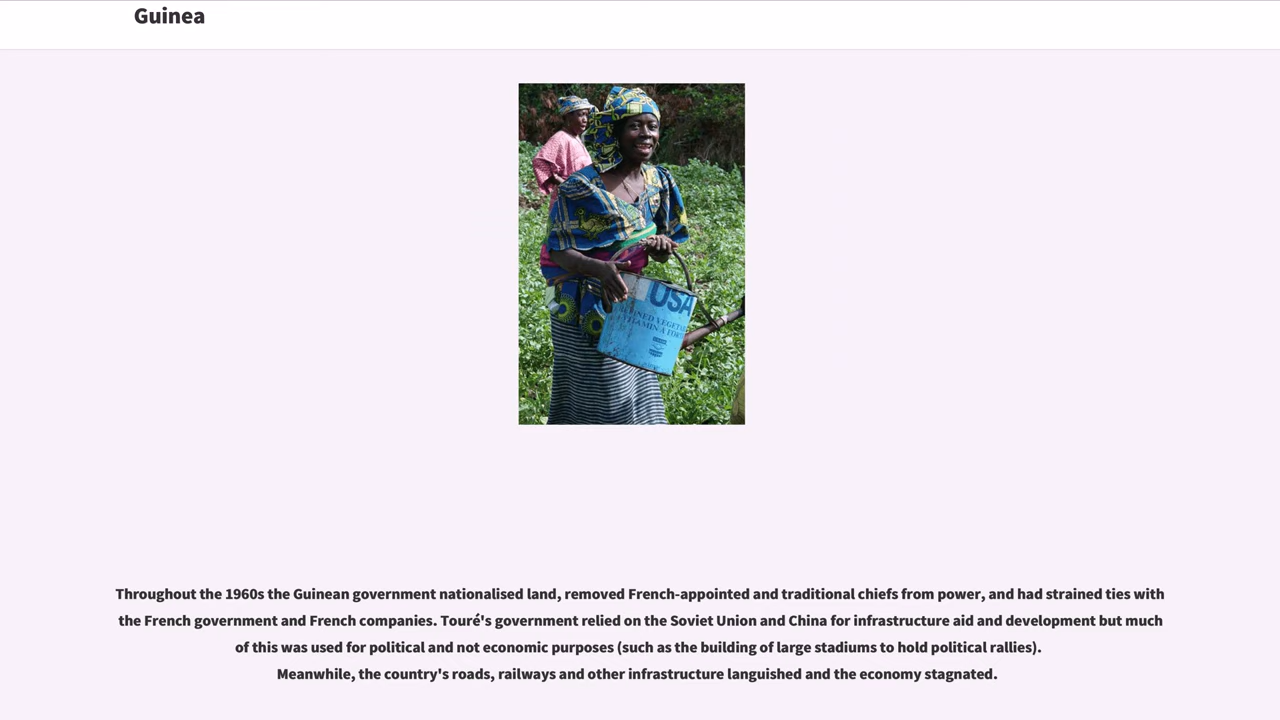 Guinea
USA
VITAMIN A
Throughout the 1960s the Guinean government nationalised land, removed French-appointed and traditional chiefs from power, and had strained ties with
the French government and French companies. Touré's government relied on the Soviet Union and China for infrastructure aid and development but much
of this was used for political and not economic purposes (such as the building of large stadiums to hold political rallies).
Meanwhile, the country's roads, railways and other infrastructure languished and the economy stagnated.